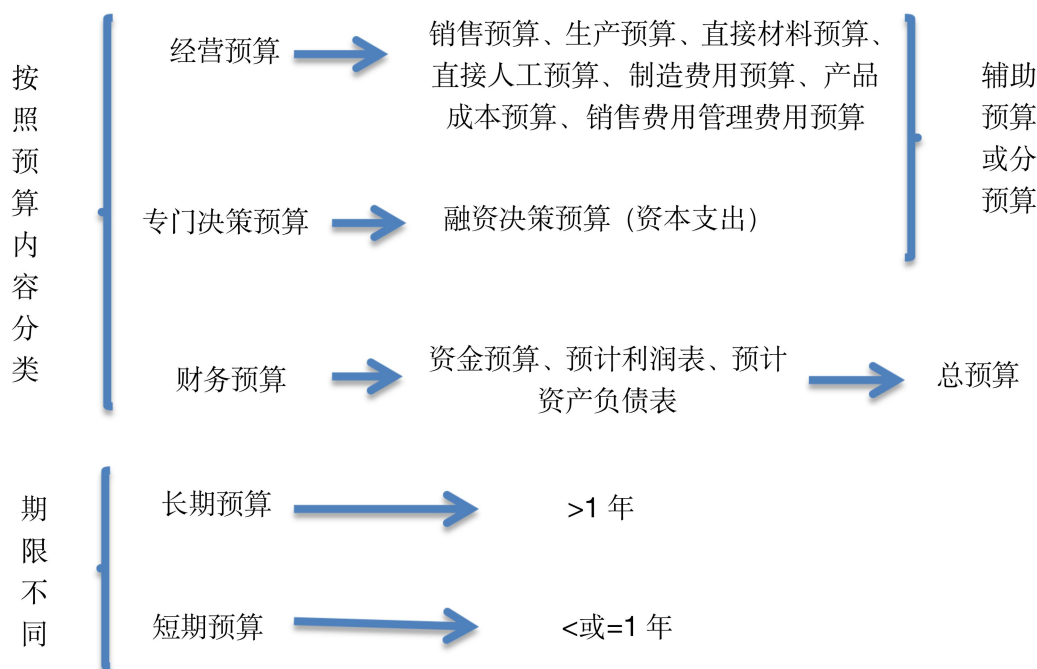 按照预算内容分类
经营预算
销售预算、生产预算、直接材料预算、
直接人工预算、制造费用预算、产品
成本预算、销售费用管理费用预算
辅助
预算
或分
预算
专门决策预算
融资决策预算（资本支出）
财务预算
资金预算、预计利润表、预计
资产负债表
总预算
期限不同
长期预算
>1 年
短期预算
<或=1 年